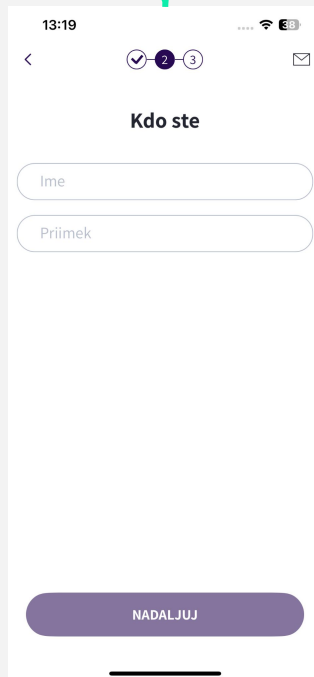 13:19
38
2
3
Kdo ste
Ime
Priimek
NADALJUJ